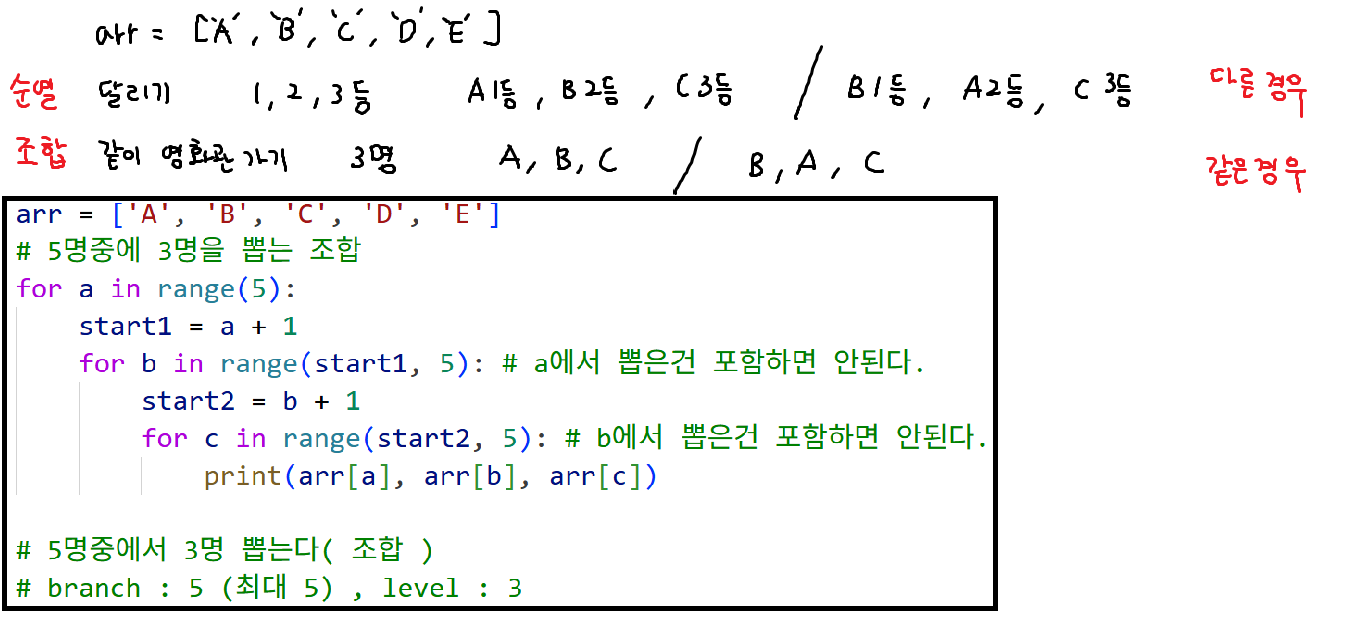 arr = ['A', 'B', 'C', 'D', 'E']
순열 달리기 1, 2, 3등 A1등, B2등, C3등 / B1등, A2등, C3등 다른 경우
조합 같이 영화관 가기 3명 A, B, C / B, A, C 같은 경우
arr = ['A', 'B', 'C', 'D', 'E']
# 5명중에 3명을 뽑는 조합
for a in range(5):
    start1 = a + 1
    for b in range(start1, 5): # a에서 뽑은건 포함하면 안된다.
        start2 = b + 1
        for c in range(start2, 5): # b에서 뽑은건 포함하면 안된다.
            print(arr[a], arr[b], arr[c])
# 5명중에서 3명 뽑는다( 조합 )
# branch : 5 (최대 5) , level : 3